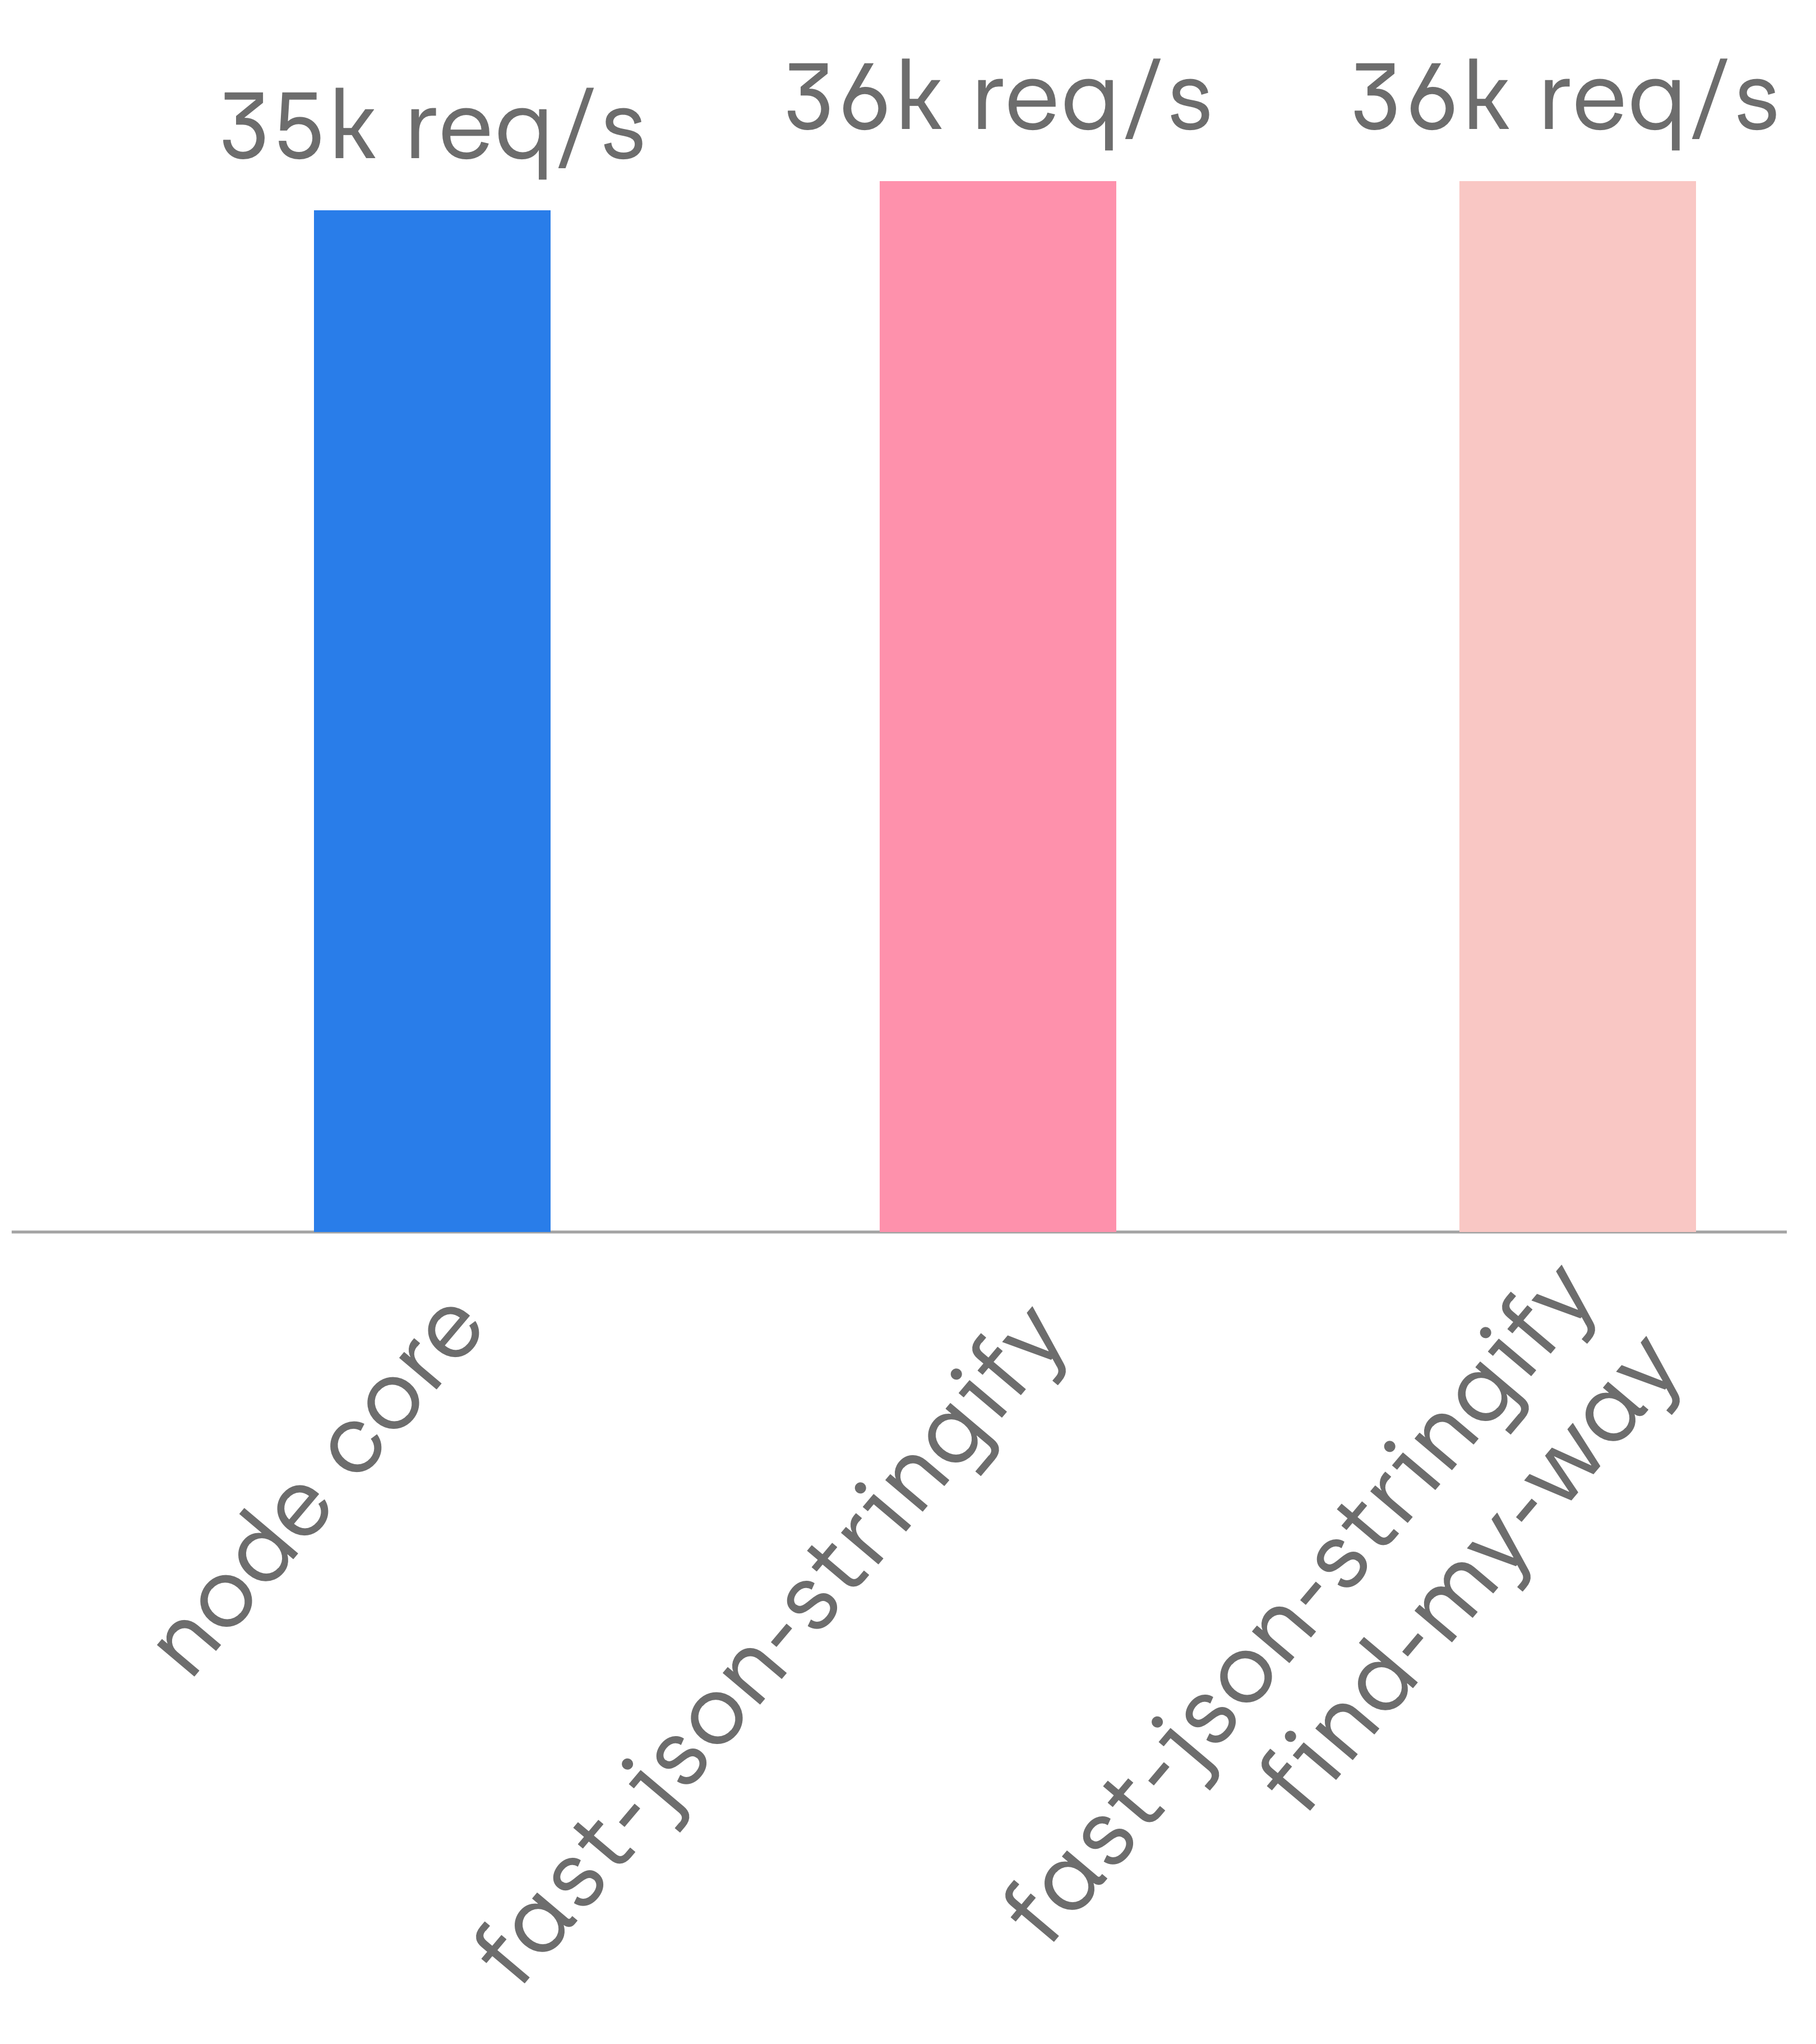 35k req/s
36k req/s
36k req/s
node core
fast-json-stringify
fast-json-stringify
find-my-way